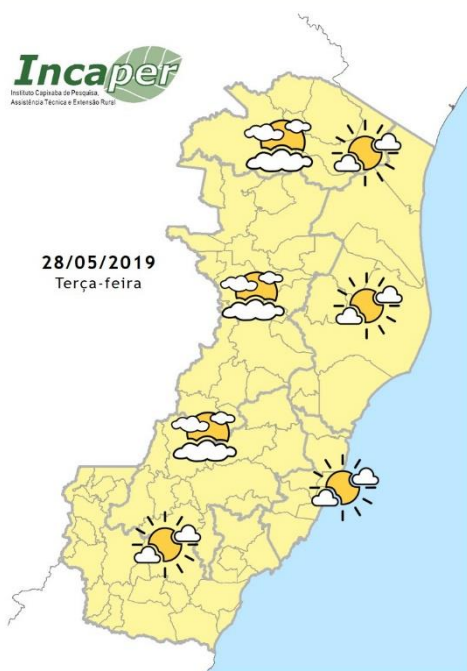 Incaper
Instituto Capixaba de Pesquisa,
Assistência Técnica e Extensão Rural
28/05/2019
Terça-feira